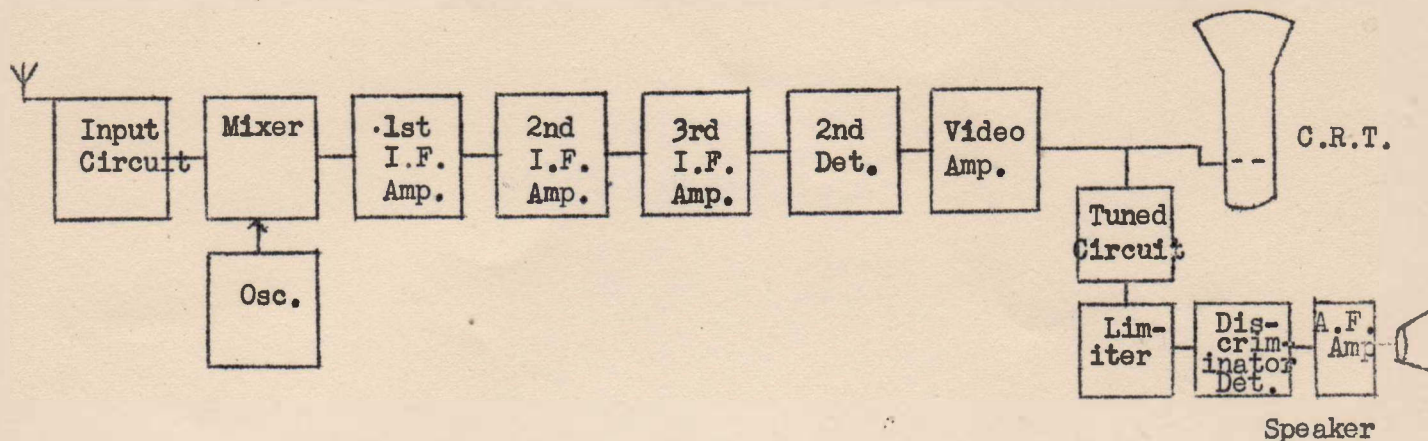 Input
Circuit
Mixer
.1st
I.F.
Amp.
2nd
I.F.
Amp.
3rd
I.F.
Amp.
2nd
Det.
Video
Amp.
C.R.T.
Osc.
Tuned
Circuit
Lim-
iter
Dis-
crim-
inator
Det.
A.F.
Amp
Speaker